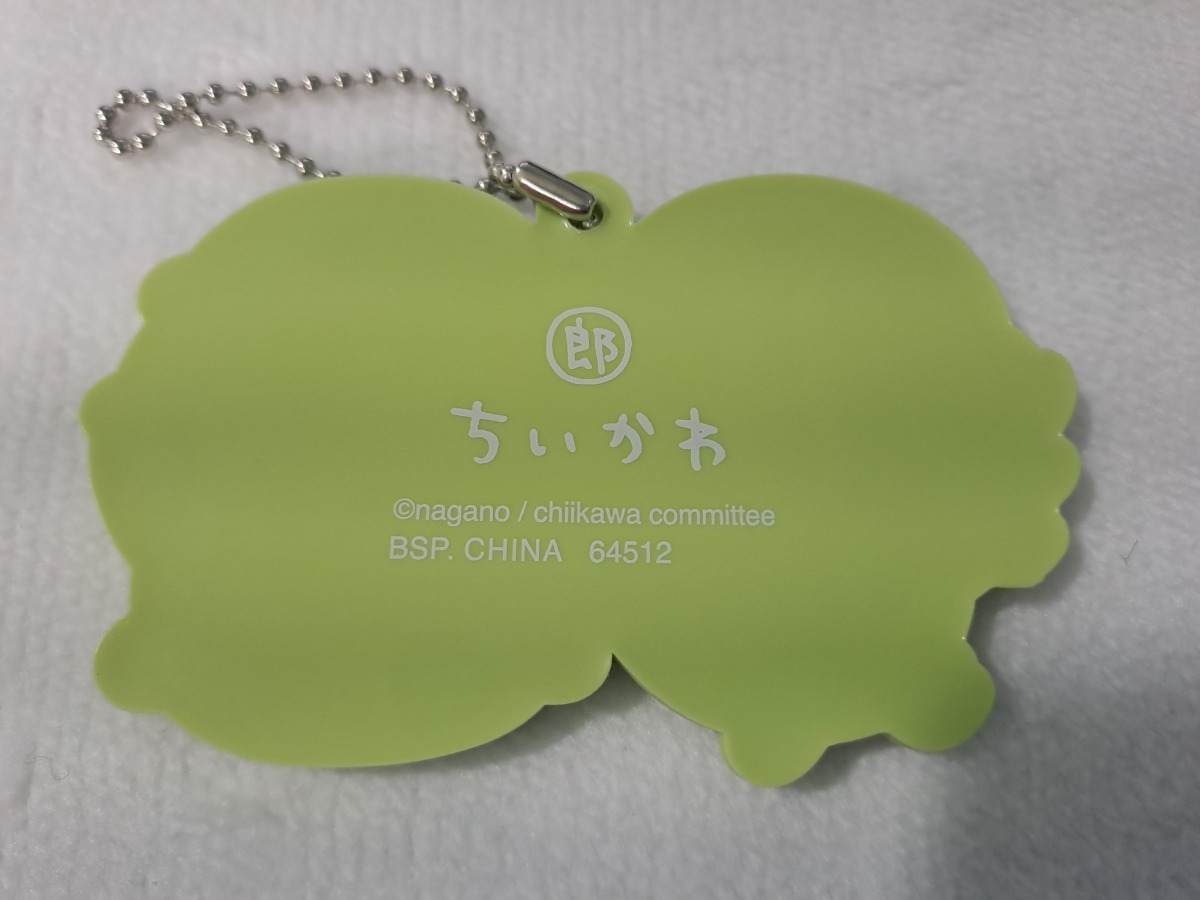 郎
ちいかわ
©nagano / chiikawa committee
BSP. CHINA 64512